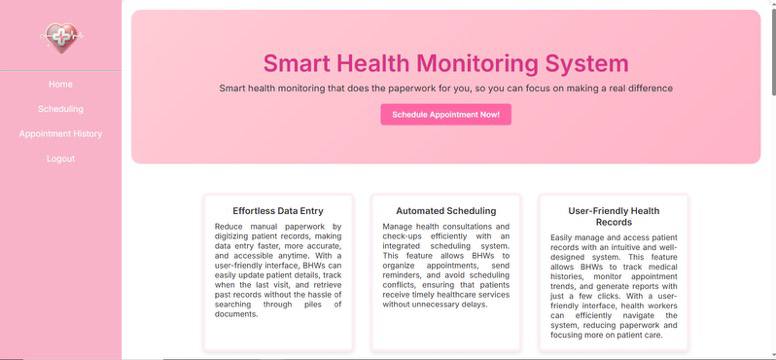 Home
Scheduling
Appointment History
Logout
Smart Health Monitoring System
Smart health monitoring that does the paperwork for you, so you can focus on making a real difference
Schedule Appointment Now!
Effortless Data Entry
Reduce manual paperwork by
digitizing patient records, making
data entry faster, more accurate,
and accessible anytime. With a
user-friendly interface, BHWs can
easily update patient details, track
when the last visit, and retrieve
past records without the hassle of
searching through piles of
documents.
Automated Scheduling
Manage health consultations and
check-ups efficiently with an
integrated scheduling system.
This feature allows BHWs to
organize appointments, send
reminders, and avoid scheduling
conflicts, ensuring that patients
receive timely healthcare services
without unnecessary delays.
User-Friendly Health
Records
Easily manage and access patient
records with an intuitive and well-
designed system. This feature
allows BHWs to track medical
histories, monitor appointment
trends, and generate reports with
just a few clicks. With a user-
friendly interface, health workers
can efficiently navigate the
system, reducing paperwork and
focusing more on patient care.